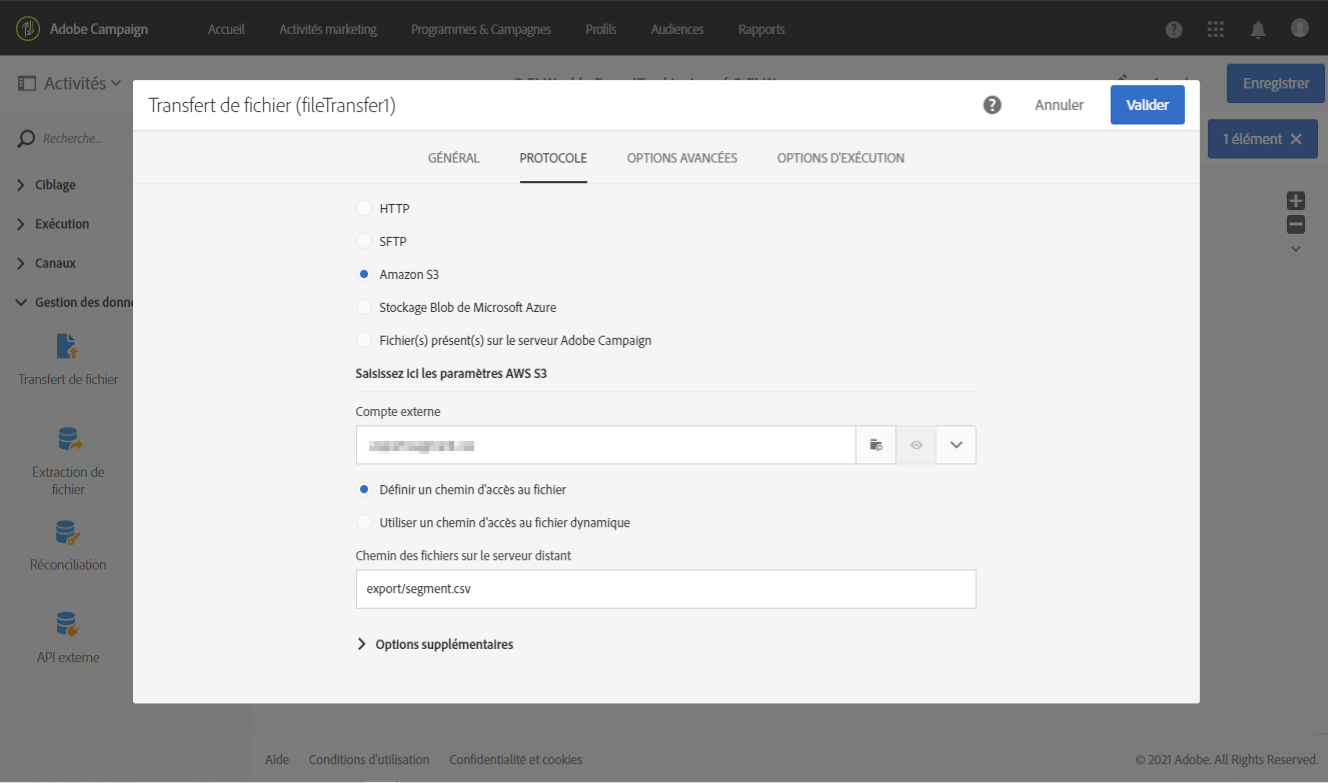 Adobe Campaign
Accueil
Activités marketing
Programmes & Campagnes
Profils
Audiences
Rapports
Activités
Enregistrer
Transfert de fichier (fileTransfer1)
Annuler
Valider
Recherche...
1 élément
GÉNÉRAL
PROTOCOLE
OPTIONS AVANCÉES
OPTIONS D'EXÉCUTION
Ciblage
Exécution
Canaux
Gestion des donn
Transfert de fichier
Extraction de
fichier
Réconciliation
API externe
HTTP
SFTP
Amazon S3
Stockage Blob de Microsoft Azure
Fichier(s) présent(s) sur le serveur Adobe Campaign
Saisissez ici les paramètres AWS S3
Compte externe
Définir un chemin d'accès au fichier
Utiliser un chemin d'accès au fichier dynamique
Chemin des fichiers sur le serveur distant
export/segment.csv
Options supplémentaires
Aide
Conditions d'utilisation
Confidentialité et cookies
© 2021 Adobe. All Rights Reserved.